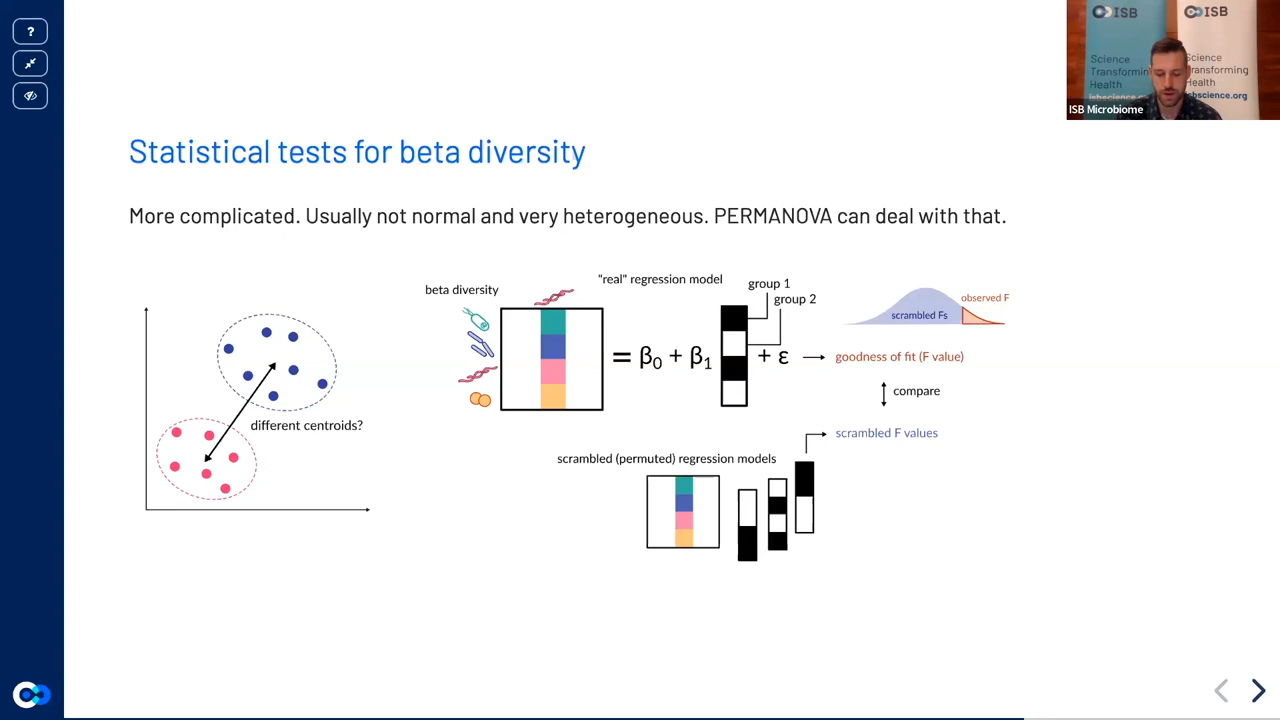 ?
ISB
ISB
Science
Transforming
Health
Science
Transforming
Health
isbscience.org
ISB Microbiome
Statistical tests for beta diversity
More complicated. Usually not normal and very heterogeneous. PERMANOVA can deal with that.
beta diversity
"real" regression model
group 1
group 2
scrambled Fs
observed F
= β0 + β1
+ ε
goodness of fit (F value)
compare
different centroids?
scrambled F values
scrambled (permuted) regression models